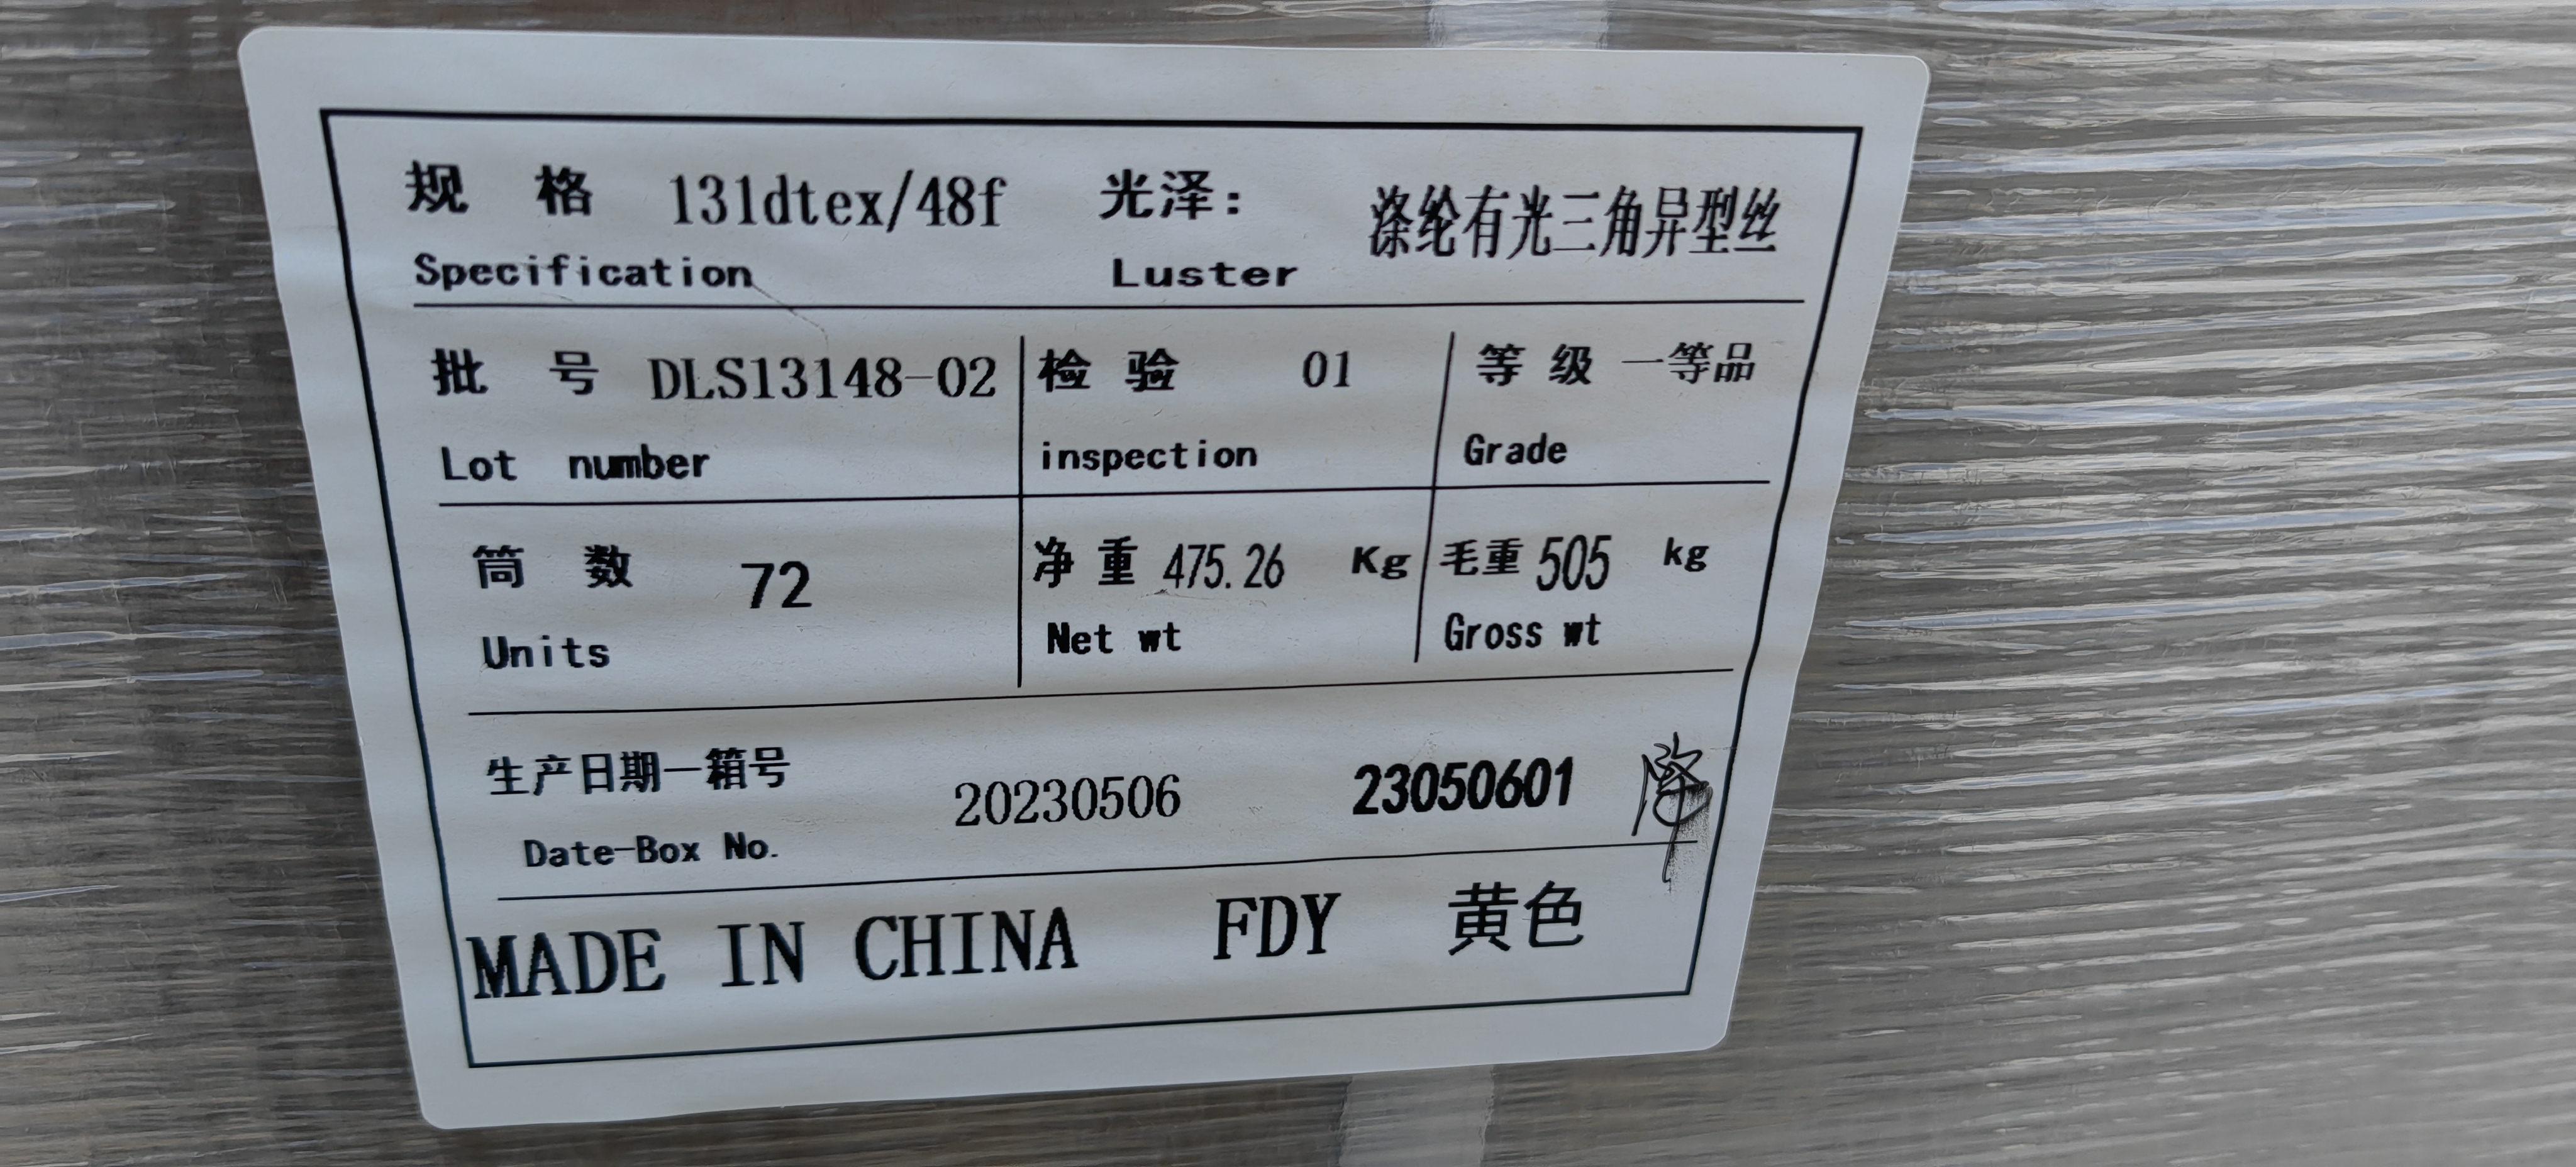 规 格 131dtex/48f 光泽: 涤纶有光三角异型丝
Specification Luster
批 号 DLS13148-02 检 验 01 等 级 一等品
Lot number inspection Grade
筒 数 72 净 重 475.26 Kg 毛重 505 kg
Units Net wt Gross wt
生产日期一箱号 20230506 23050601 降
Date-Box No.
MADE IN CHINA FDY 黄色